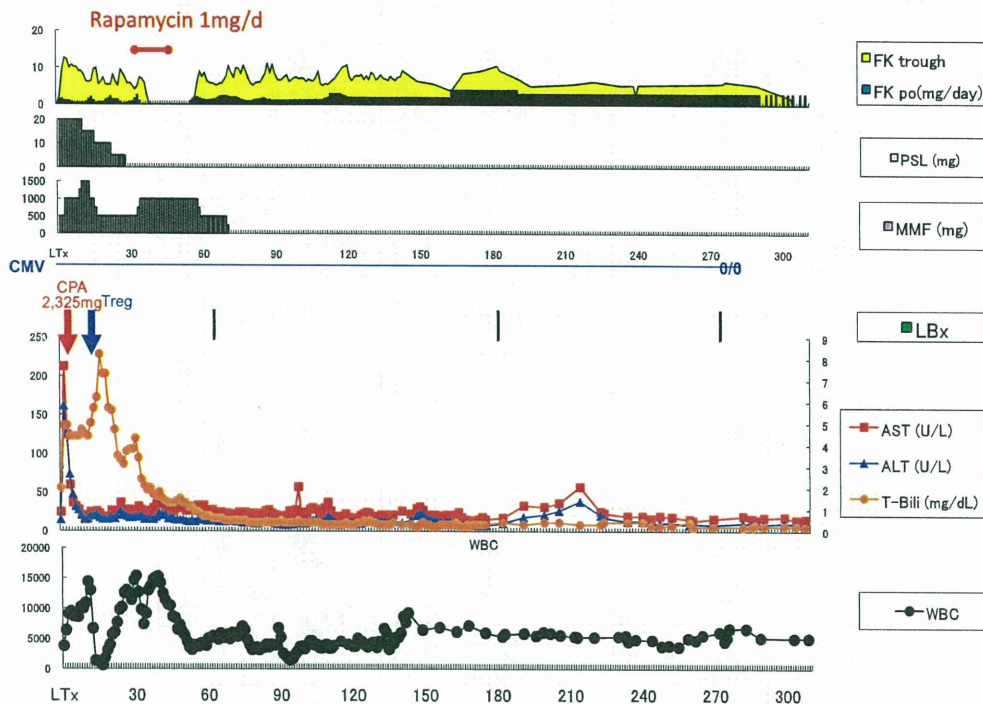 Rapamycin 1mg/d
20
10
0
FK trough
FK po(mg/day)
20
10
0
PSL (mg)
1500
1000
500
0
MMF (mg)
LTx 30 60 90 120 150 180 210 240 270 300
CMV 0/0
CPA
2,325mg Treg
LBx
250
200
150
100
50
0
9
8
7
6
5
4
3
2
1
0
AST (U/L)
ALT (U/L)
T-Bili (mg/dL)
WBC
20000
15000
10000
5000
0
WBC
LTx 30 60 90 120 150 180 210 240 250 270 300